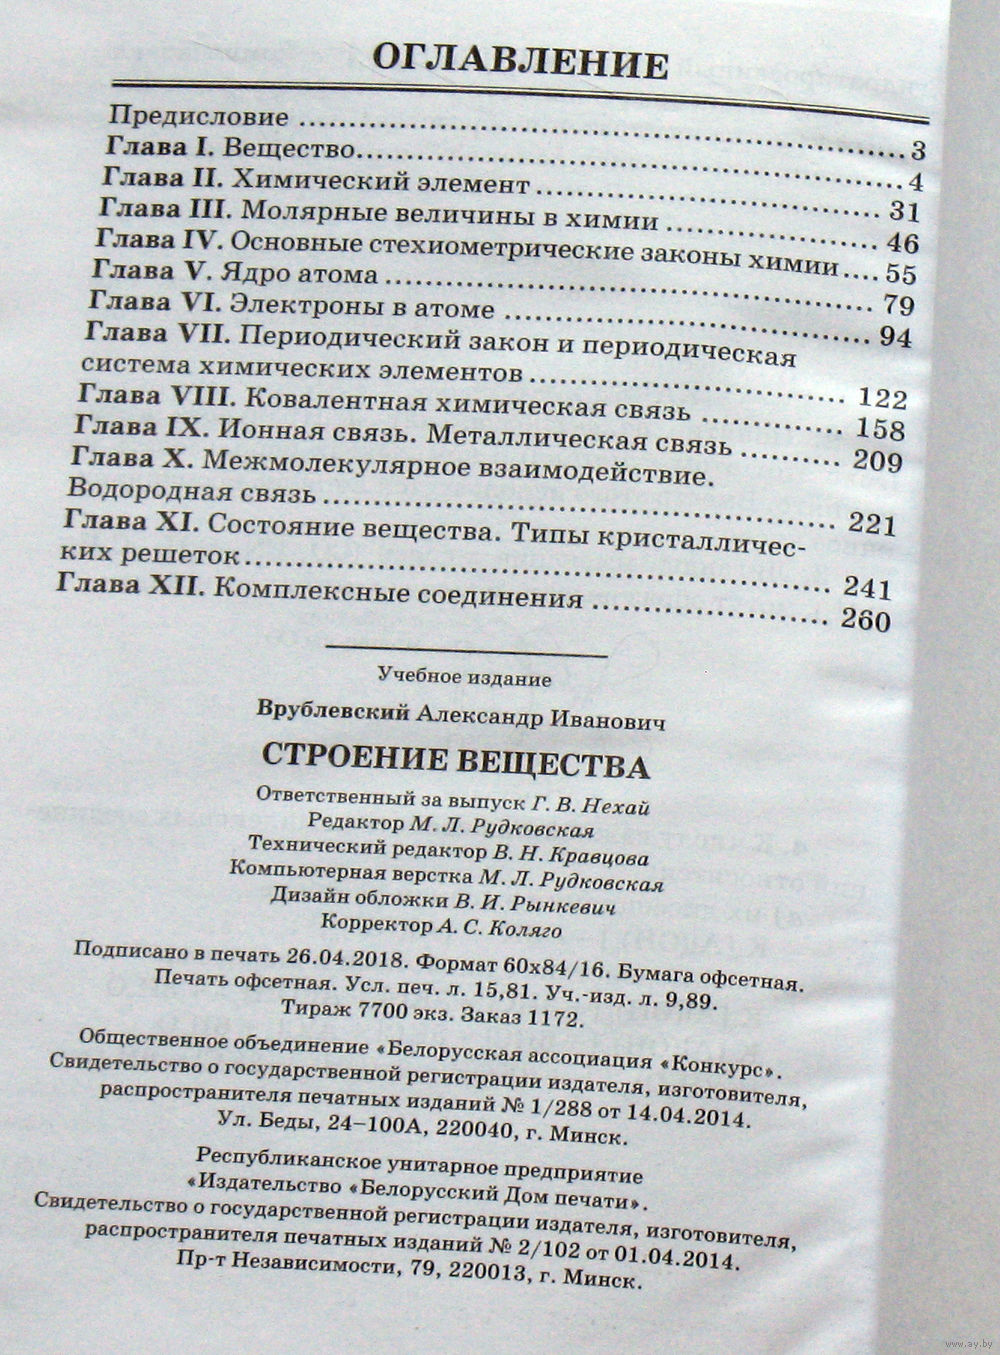 ОГЛАВЛЕНИЕ
Предисловие ........ 3
Глава I. Вещество........ 4
Глава II. Химический элемент ........ 31
Глава III. Молярные величины в химии ........ 46
Глава IV. Основные стехиометрические законы химии.... 55
Глава V. Ядро атома ........ 79
Глава VI. Электроны в атоме ........ 94
Глава VII. Периодический закон и периодическая
система химических элементов ........ 122
Глава VIII. Ковалентная химическая связь ........ 158
Глава IX. Ионная связь. Металлическая связь ........ 209
Глава X. Межмолекулярное взаимодействие.
Водородная связь ........ 221
Глава XI. Состояние вещества. Типы кристалличес-
ких решеток ........ 241
Глава XII. Комплексные соединения ........ 260
Учебное издание
Врублевский Александр Иванович
СТРОЕНИЕ ВЕЩЕСТВА
Ответственный за выпуск Г. В. Нехай
Редактор М. Л. Рудковская
Технический редактор В. Н. Кравцова
Компьютерная верстка М. Л. Рудковская
Дизайн обложки В. И. Рынкевич
Корректор А. С. Коляго
Подписано в печать 26.04.2018. Формат 60х84/16. Бумага офсетная.
Печать офсетная. Усл. печ. л. 15,81. Уч.-изд. л. 9,89.
Тираж 7700 экз. Заказ 1172.
Общественное объединение «Белорусская ассоциация «Конкурс».
Свидетельство о государственной регистрации издателя, изготовителя,
распространителя печатных изданий № 1/288 от 14.04.2014.
Ул. Беды, 24–100А, 220040, г. Минск.
Республиканское унитарное предприятие
«Издательство «Белорусский Дом печати».
Свидетельство о государственной регистрации издателя, изготовителя,
распространителя печатных изданий № 2/102 от 01.04.2014.
Пр-т Независимости, 79, 220013, г. Минск.
www.ay.by